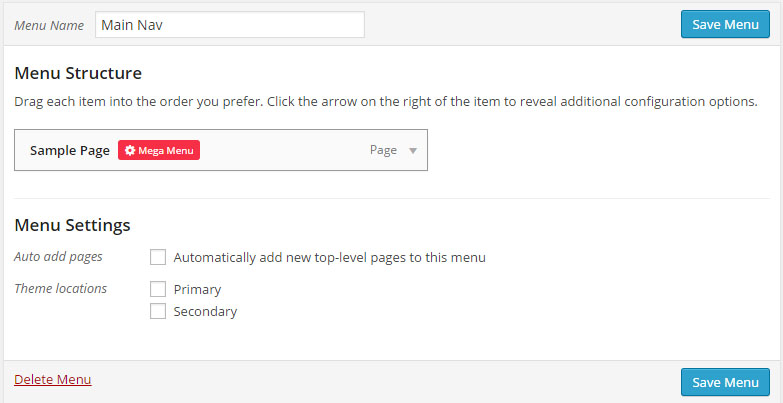 Menu Name Main Nav Save Menu
Menu Structure
Drag each item into the order you prefer. Click the arrow on the right of the item to reveal additional configuration options.
Sample Page Mega Menu Page
Menu Settings
Auto add pages Automatically add new top-level pages to this menu
Theme locations Primary
Secondary
Delete Menu Save Menu